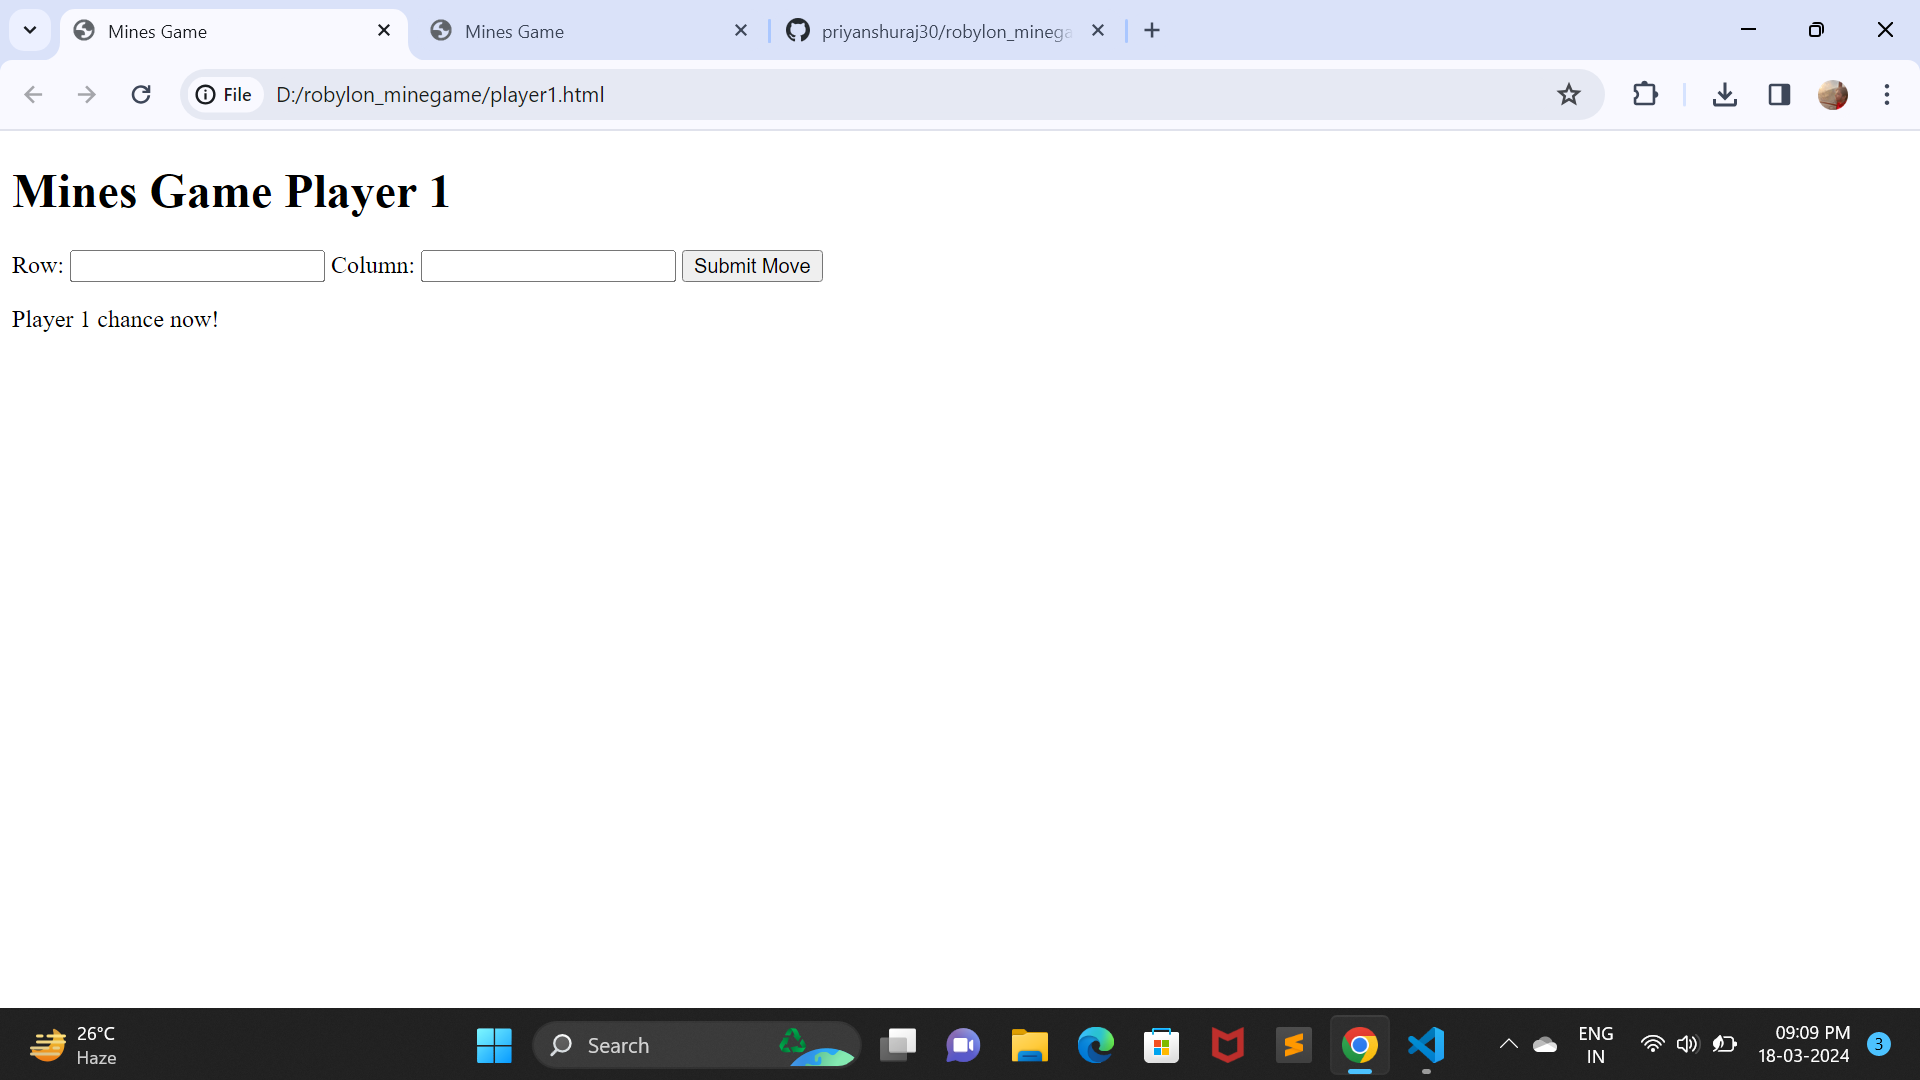 Mines Game
Mines Game
priyanshuraj30/robylon_minega
File
D:/robylon_minegame/player1.html
Mines Game Player 1
Row:
Column:
Submit Move
Player 1 chance now!
26°C
Haze
Search
ENG
IN
09:09 PM
18-03-2024
3